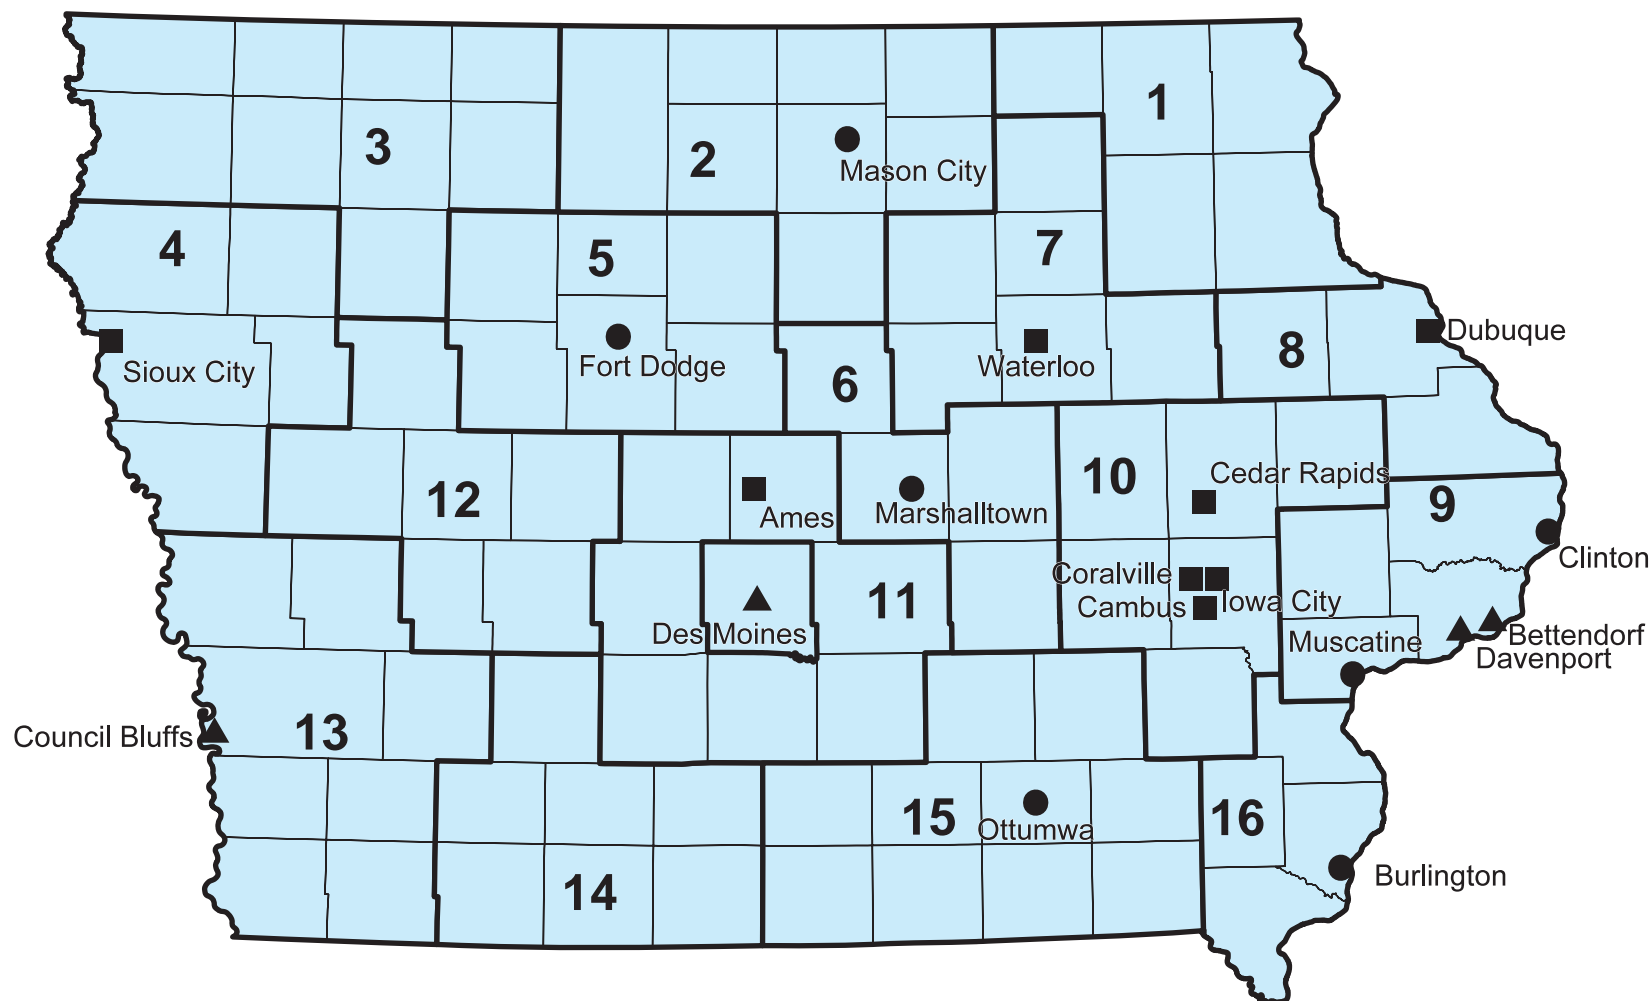 1
3
2
Mason City
4
7
5
Dubuque
Sioux City
Fort Dodge
Waterloo
8
6
10
Cedar Rapids
12
9
Ames
Marshalltown
Clinton
Coralville
11
Iowa City
Cambus
Des Moines
Muscatine
Bettendorf
Davenport
Council Bluffs
13
15
16
Ottumwa
Burlington
14